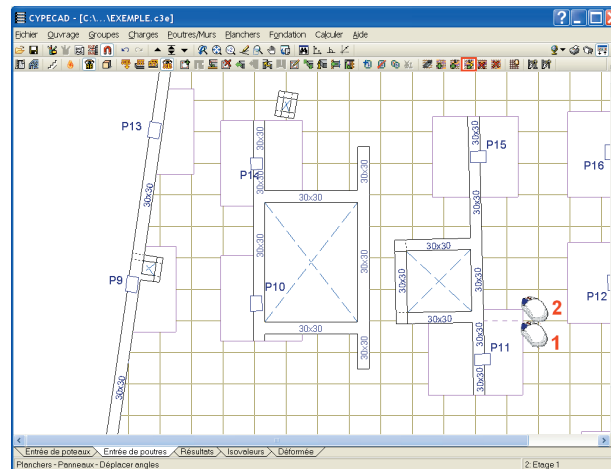 CYPECAD - [C:\...\EXEMPLE.c3e]
Fichier Ouvrage Groupes Charges Poutres/Murs Planchers Fondation Calculer Aide
30x30 30x30
P13 P15
P16
P14 30x30
30x30 30x30
30x30
30x30 30x30
30x30 30x30
P9 P12
P10
2
30x30
30x30 30x30
1
P11
30x30 30x30
30x30
Entrée de poteaux Entrée de poutres Résultats Isovaleurs Déformée
Planchers - Panneaux - Déplacer angles 2: Etage 1